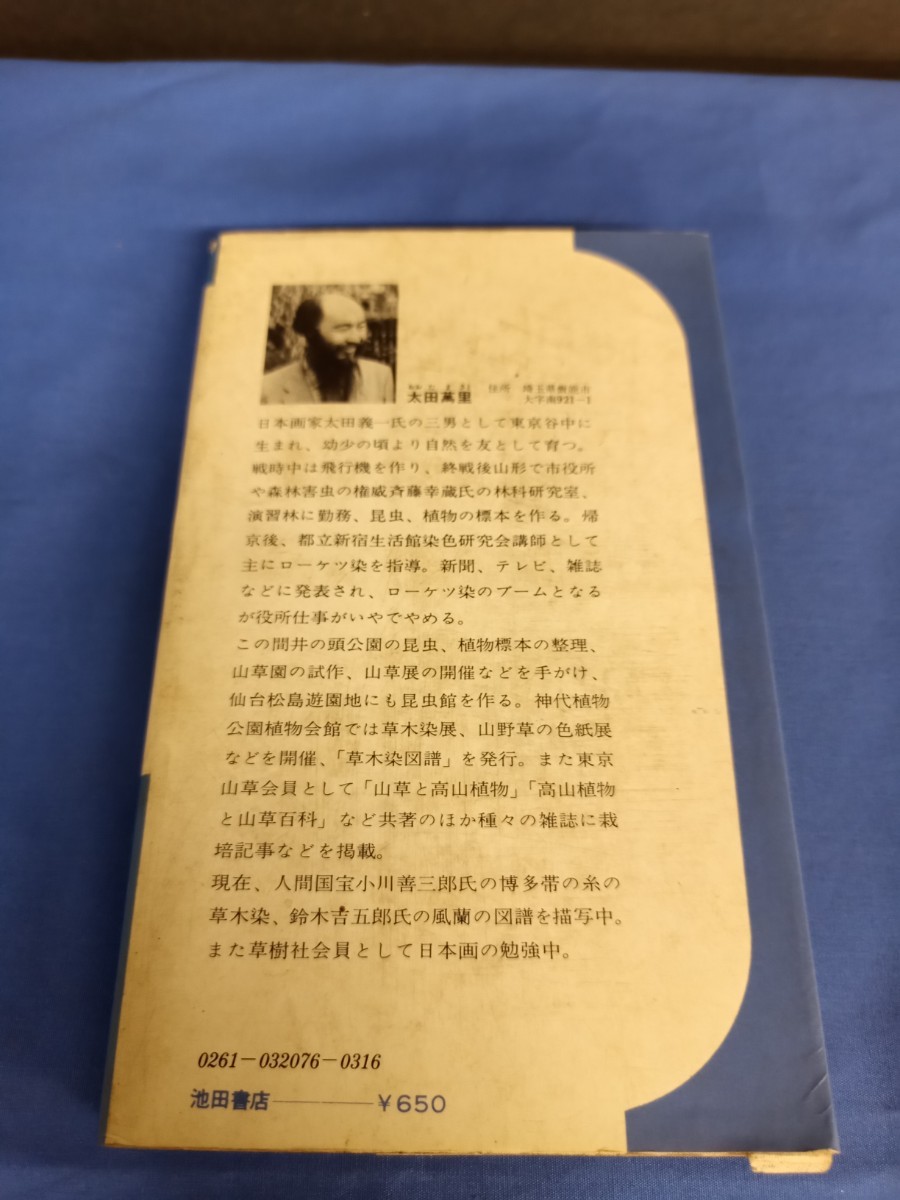 太田萬里
住所 埼玉県
日本画家太田義一氏の三男として東京谷中に
生まれ、幼少の頃より自然を友として育つ。
戦時中は飛行機を作り、終戦後山形で市役所
や森林害虫の権威斉藤幸蔵氏の林科研究室、
演習林に勤務、昆虫、植物の標本を作る。帰
京後、都立新宿生活館染色研究会講師として
主にローケツ染を指導。新聞、テレビ、雑誌
などに発表され、ローケツ染のブームとなる
が役所仕事がいやでやめる。
この間井の頭公園の昆虫、植物標本の整理、
山草園の試作、山草展の開催などを手がけ、
仙台松島遊園地にも昆虫館を作る。神代植物
公園植物会館では草木染展、山野草の色紙展
などを開催、「草木染図譜」を発行。また東京
山草会員として「山草と高山植物」「高山植物
と山草百科」など共著のほか種々の雑誌に栽
培記事などを掲載。
現在、人間国宝小川善三郎氏の博多帯の糸の
草木染、鈴木吉五郎氏の風蘭の図譜を描写中。
また草樹社会員として日本画の勉強中。
0261-032076-0316
池田書店 ¥650